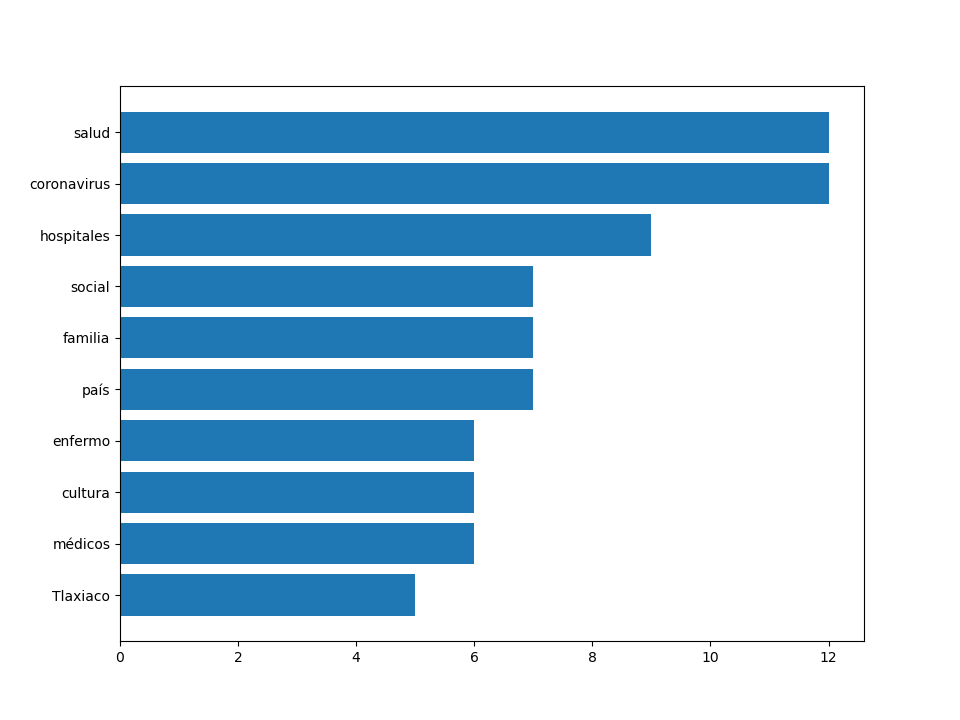 salud
coronavirus
hospitales
social
familia
país
enfermo
cultura
médicos
Tlaxiaco
0 2 4 6 8 10 12